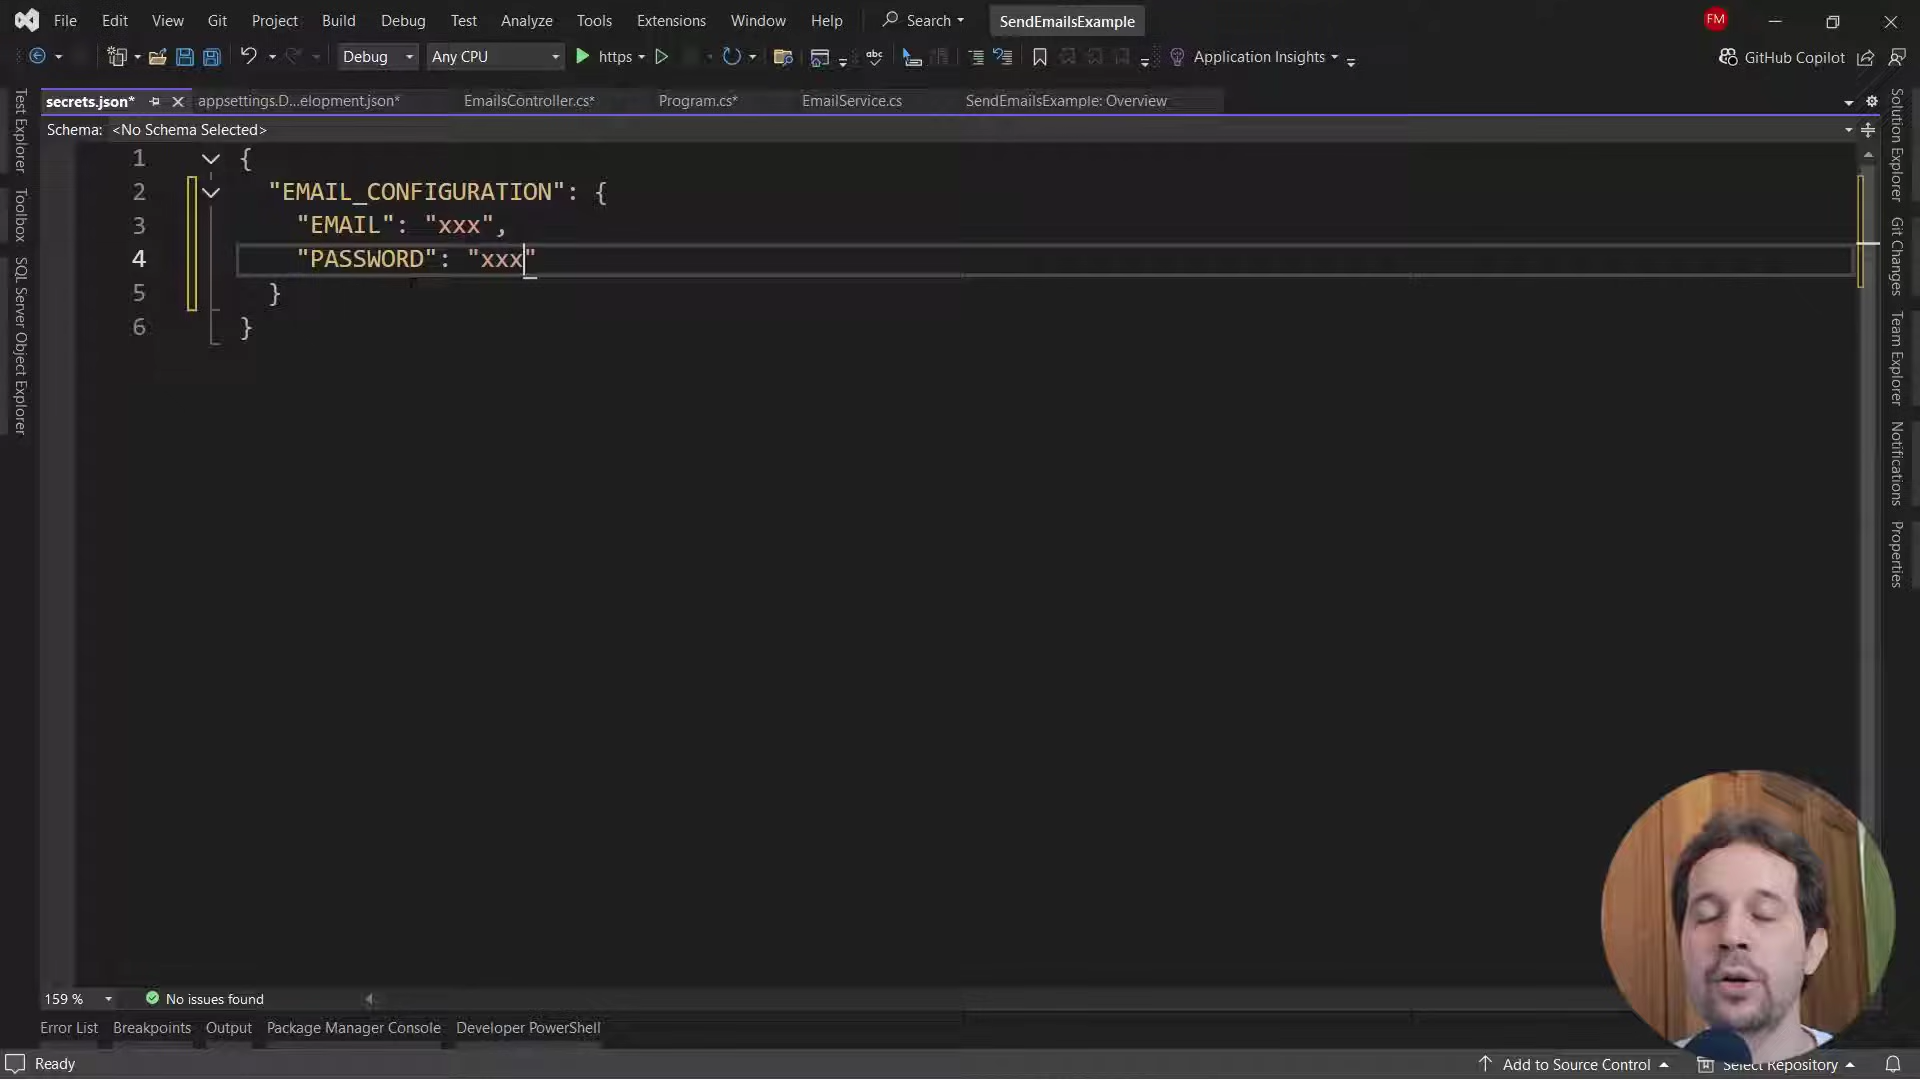 File Edit View Git Project Build Debug Test Analyze Tools Extensions Window Help Search SendEmailsExample FM
Debug Any CPU https abc Application Insights GitHub Copilot
secrets.json* appsettings.D...elopment.json* EmailsController.cs* Program.cs* EmailService.cs SendEmailsExample: Overview
Schema: <No Schema Selected>
1 {
2 "EMAIL_CONFIGURATION": {
3 "EMAIL": "xxx",
4 "PASSWORD": "xxx"
5 }
6 }
Test Explorer
Toolbox
SQL Server Object Explorer
Solution Explorer
Git Changes
Team Explorer
Notifications
Properties
159 % No issues found
Error List Breakpoints Output Package Manager Console Developer PowerShell
Ready Add to Source Control Select Repository